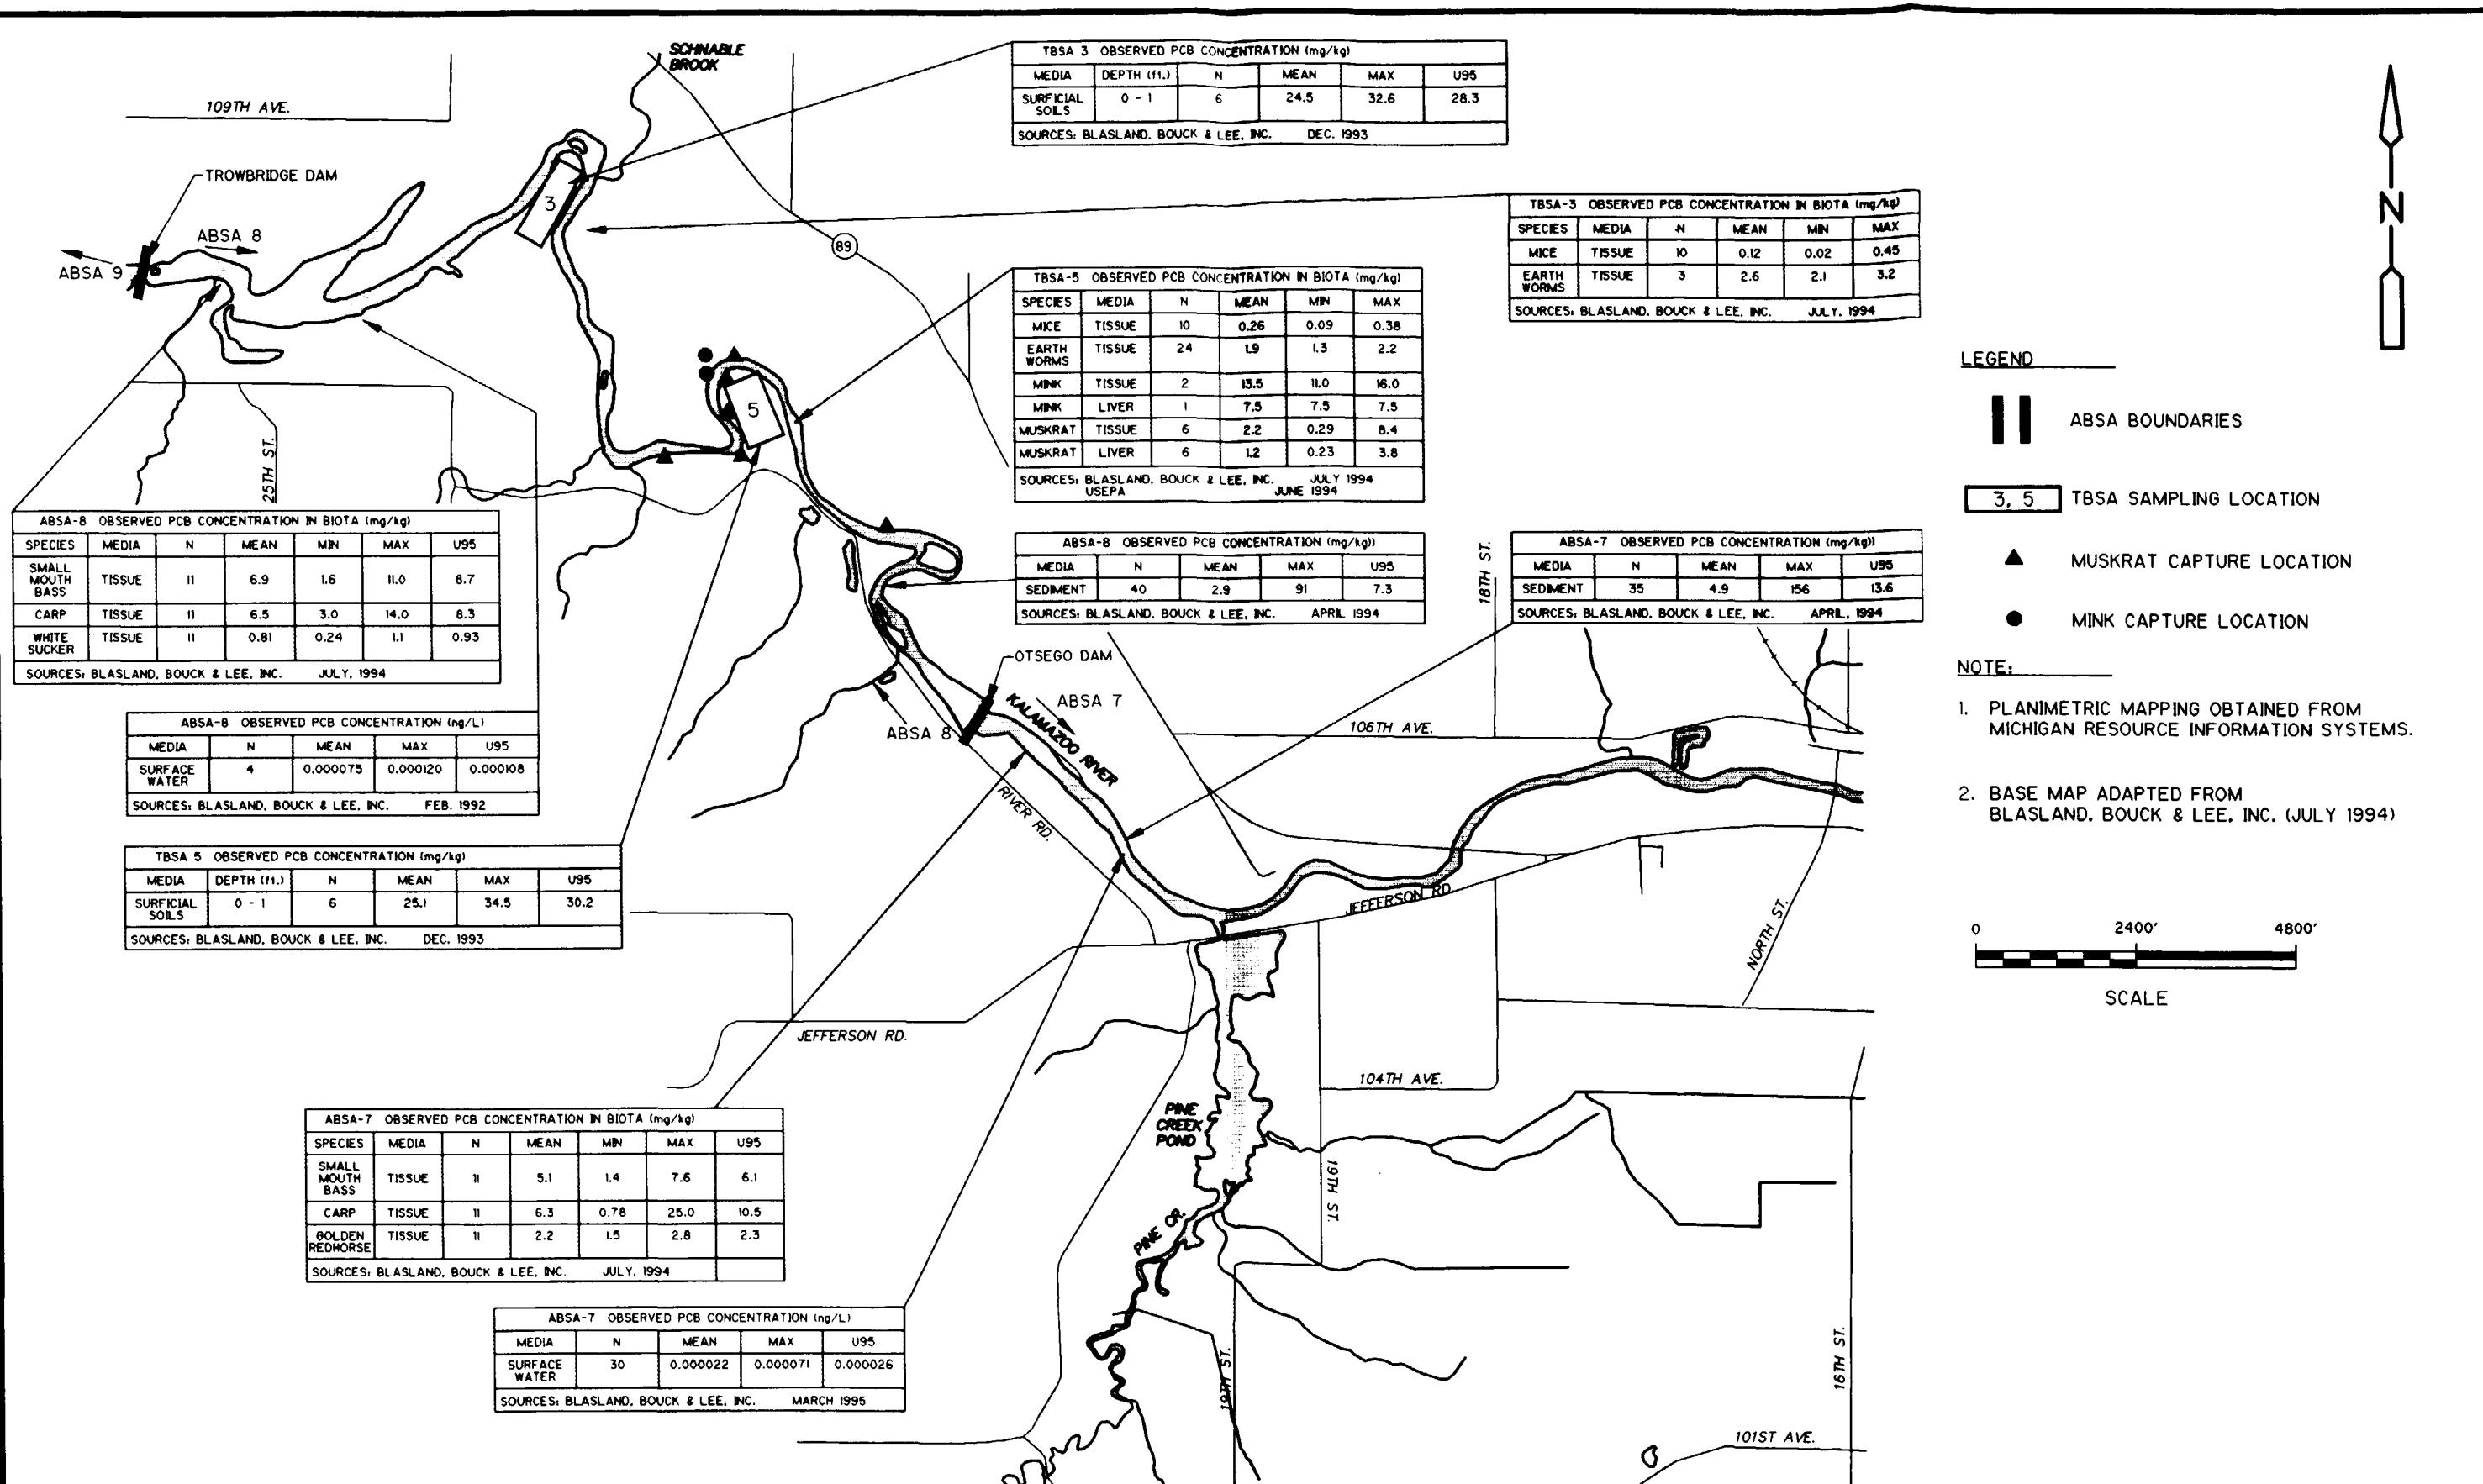 SCHNABLE
BROOK
109TH AVE.
TROWBRIDGE DAM
ABSA 8
ABSA 9
3
89
25TH ST.
5
TBSA 3 OBSERVED PCB CONCENTRATION (mg/kg)
MEDIA DEPTH (ft.) N MEAN MAX U95
SURFICIAL SOILS 0 - 1 6 24.5 32.6 28.3
SOURCES: BLASLAND, BOUCK & LEE, INC. DEC. 1993
TBSA-3 OBSERVED PCB CONCENTRATION IN BIOTA (mg/kg)
SPECIES MEDIA N MEAN MIN MAX
MICE TISSUE 10 0.12 0.02 0.45
EARTH WORMS TISSUE 3 2.6 2.1 3.2
SOURCES: BLASLAND, BOUCK & LEE, INC. JULY, 1994
TBSA-5 OBSERVED PCB CONCENTRATION IN BIOTA (mg/kg)
SPECIES MEDIA N MEAN MIN MAX
MICE TISSUE 10 0.26 0.09 0.38
EARTH WORMS TISSUE 24 1.9 1.3 2.2
MINK TISSUE 2 13.5 11.0 16.0
MINK LIVER 1 7.5 7.5 7.5
MUSKRAT TISSUE 6 2.2 0.29 8.4
MUSKRAT LIVER 6 1.2 0.23 3.8
SOURCES: BLASLAND, BOUCK & LEE, INC. JULY 1994
USEPA JUNE 1994
ABSA-8 OBSERVED PCB CONCENTRATION IN BIOTA (mg/kg)
SPECIES MEDIA N MEAN MIN MAX U95
SMALL MOUTH BASS TISSUE 11 6.9 1.6 11.0 8.7
CARP TISSUE 11 6.5 3.0 14.0 8.3
WHITE SUCKER TISSUE 11 0.81 0.24 1.1 0.93
SOURCES: BLASLAND, BOUCK & LEE, INC. JULY, 1994
ABSA-8 OBSERVED PCB CONCENTRATION (mg/kg))
MEDIA N MEAN MAX U95
SEDIMENT 40 2.9 91 7.3
SOURCES: BLASLAND, BOUCK & LEE, INC. APRIL 1994
18TH ST.
ABSA-7 OBSERVED PCB CONCENTRATION (mg/kg))
MEDIA N MEAN MAX U95
SEDIMENT 35 4.9 156 13.6
SOURCES: BLASLAND, BOUCK & LEE, INC. APRIL, 1994
ABSA-8 OBSERVED PCB CONCENTRATION (ng/L)
MEDIA N MEAN MAX U95
SURFACE WATER 4 0.000075 0.000120 0.000108
SOURCES: BLASLAND, BOUCK & LEE, INC. FEB. 1992
OTSEGO DAM
ABSA 7
ABSA 8
KALAMAZOO RIVER
RIVER RD.
106TH AVE.
TBSA 5 OBSERVED PCB CONCENTRATION (mg/kg)
MEDIA DEPTH (ft.) N MEAN MAX U95
SURFICIAL SOILS 0 - 1 6 25.1 34.5 30.2
SOURCES: BLASLAND, BOUCK & LEE, INC. DEC. 1993
JEFFERSON RD.
NORTH ST.
JEFFERSON RD.
104TH AVE.
PINE
CREEK
POND
19TH ST.
PINE CR.
ABSA-7 OBSERVED PCB CONCENTRATION IN BIOTA (mg/kg)
SPECIES MEDIA N MEAN MIN MAX U95
SMALL MOUTH BASS TISSUE 11 5.1 1.4 7.6 6.1
CARP TISSUE 11 6.3 0.78 25.0 10.5
GOLDEN REDHORSE TISSUE 11 2.2 1.5 2.8 2.3
SOURCES: BLASLAND, BOUCK & LEE, INC. JULY, 1994
ABSA-7 OBSERVED PCB CONCENTRATION (ng/L)
MEDIA N MEAN MAX U95
SURFACE WATER 30 0.000022 0.000071 0.000026
SOURCES: BLASLAND, BOUCK & LEE, INC. MARCH 1995
19TH ST.
16TH ST.
101ST AVE.
N
LEGEND
ABSA BOUNDARIES
3, 5 TBSA SAMPLING LOCATION
MUSKRAT CAPTURE LOCATION
MINK CAPTURE LOCATION
NOTE:
1. PLANIMETRIC MAPPING OBTAINED FROM
MICHIGAN RESOURCE INFORMATION SYSTEMS.
2. BASE MAP ADAPTED FROM
BLASLAND, BOUCK & LEE, INC. (JULY 1994)
0 2400' 4800'
SCALE